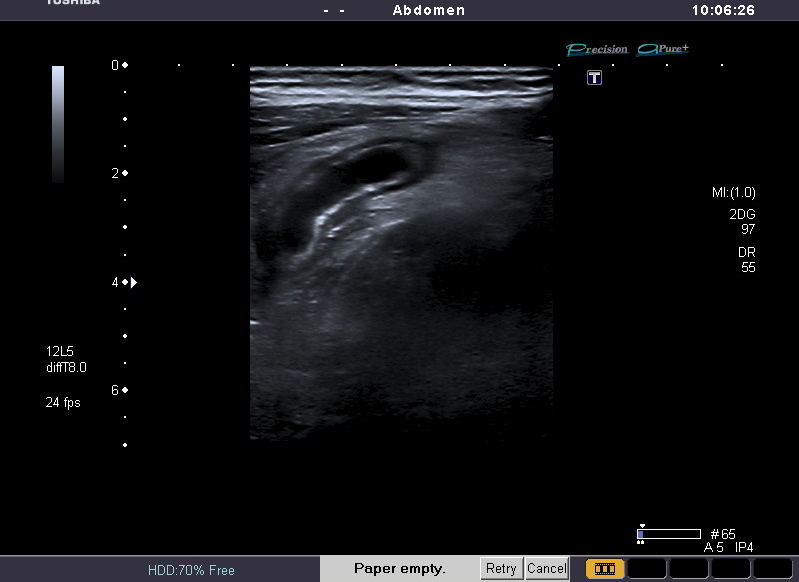 TOSHIBA
- - Abdomen 10:06:26
Precision APure+
T
0
2
4
6
MI:(1.0)
2DG
97
DR
55
12L5
diffT8.0
24 fps
#65
A 5 IP4
HDD:70% Free
Paper empty.
Retry
Cancel